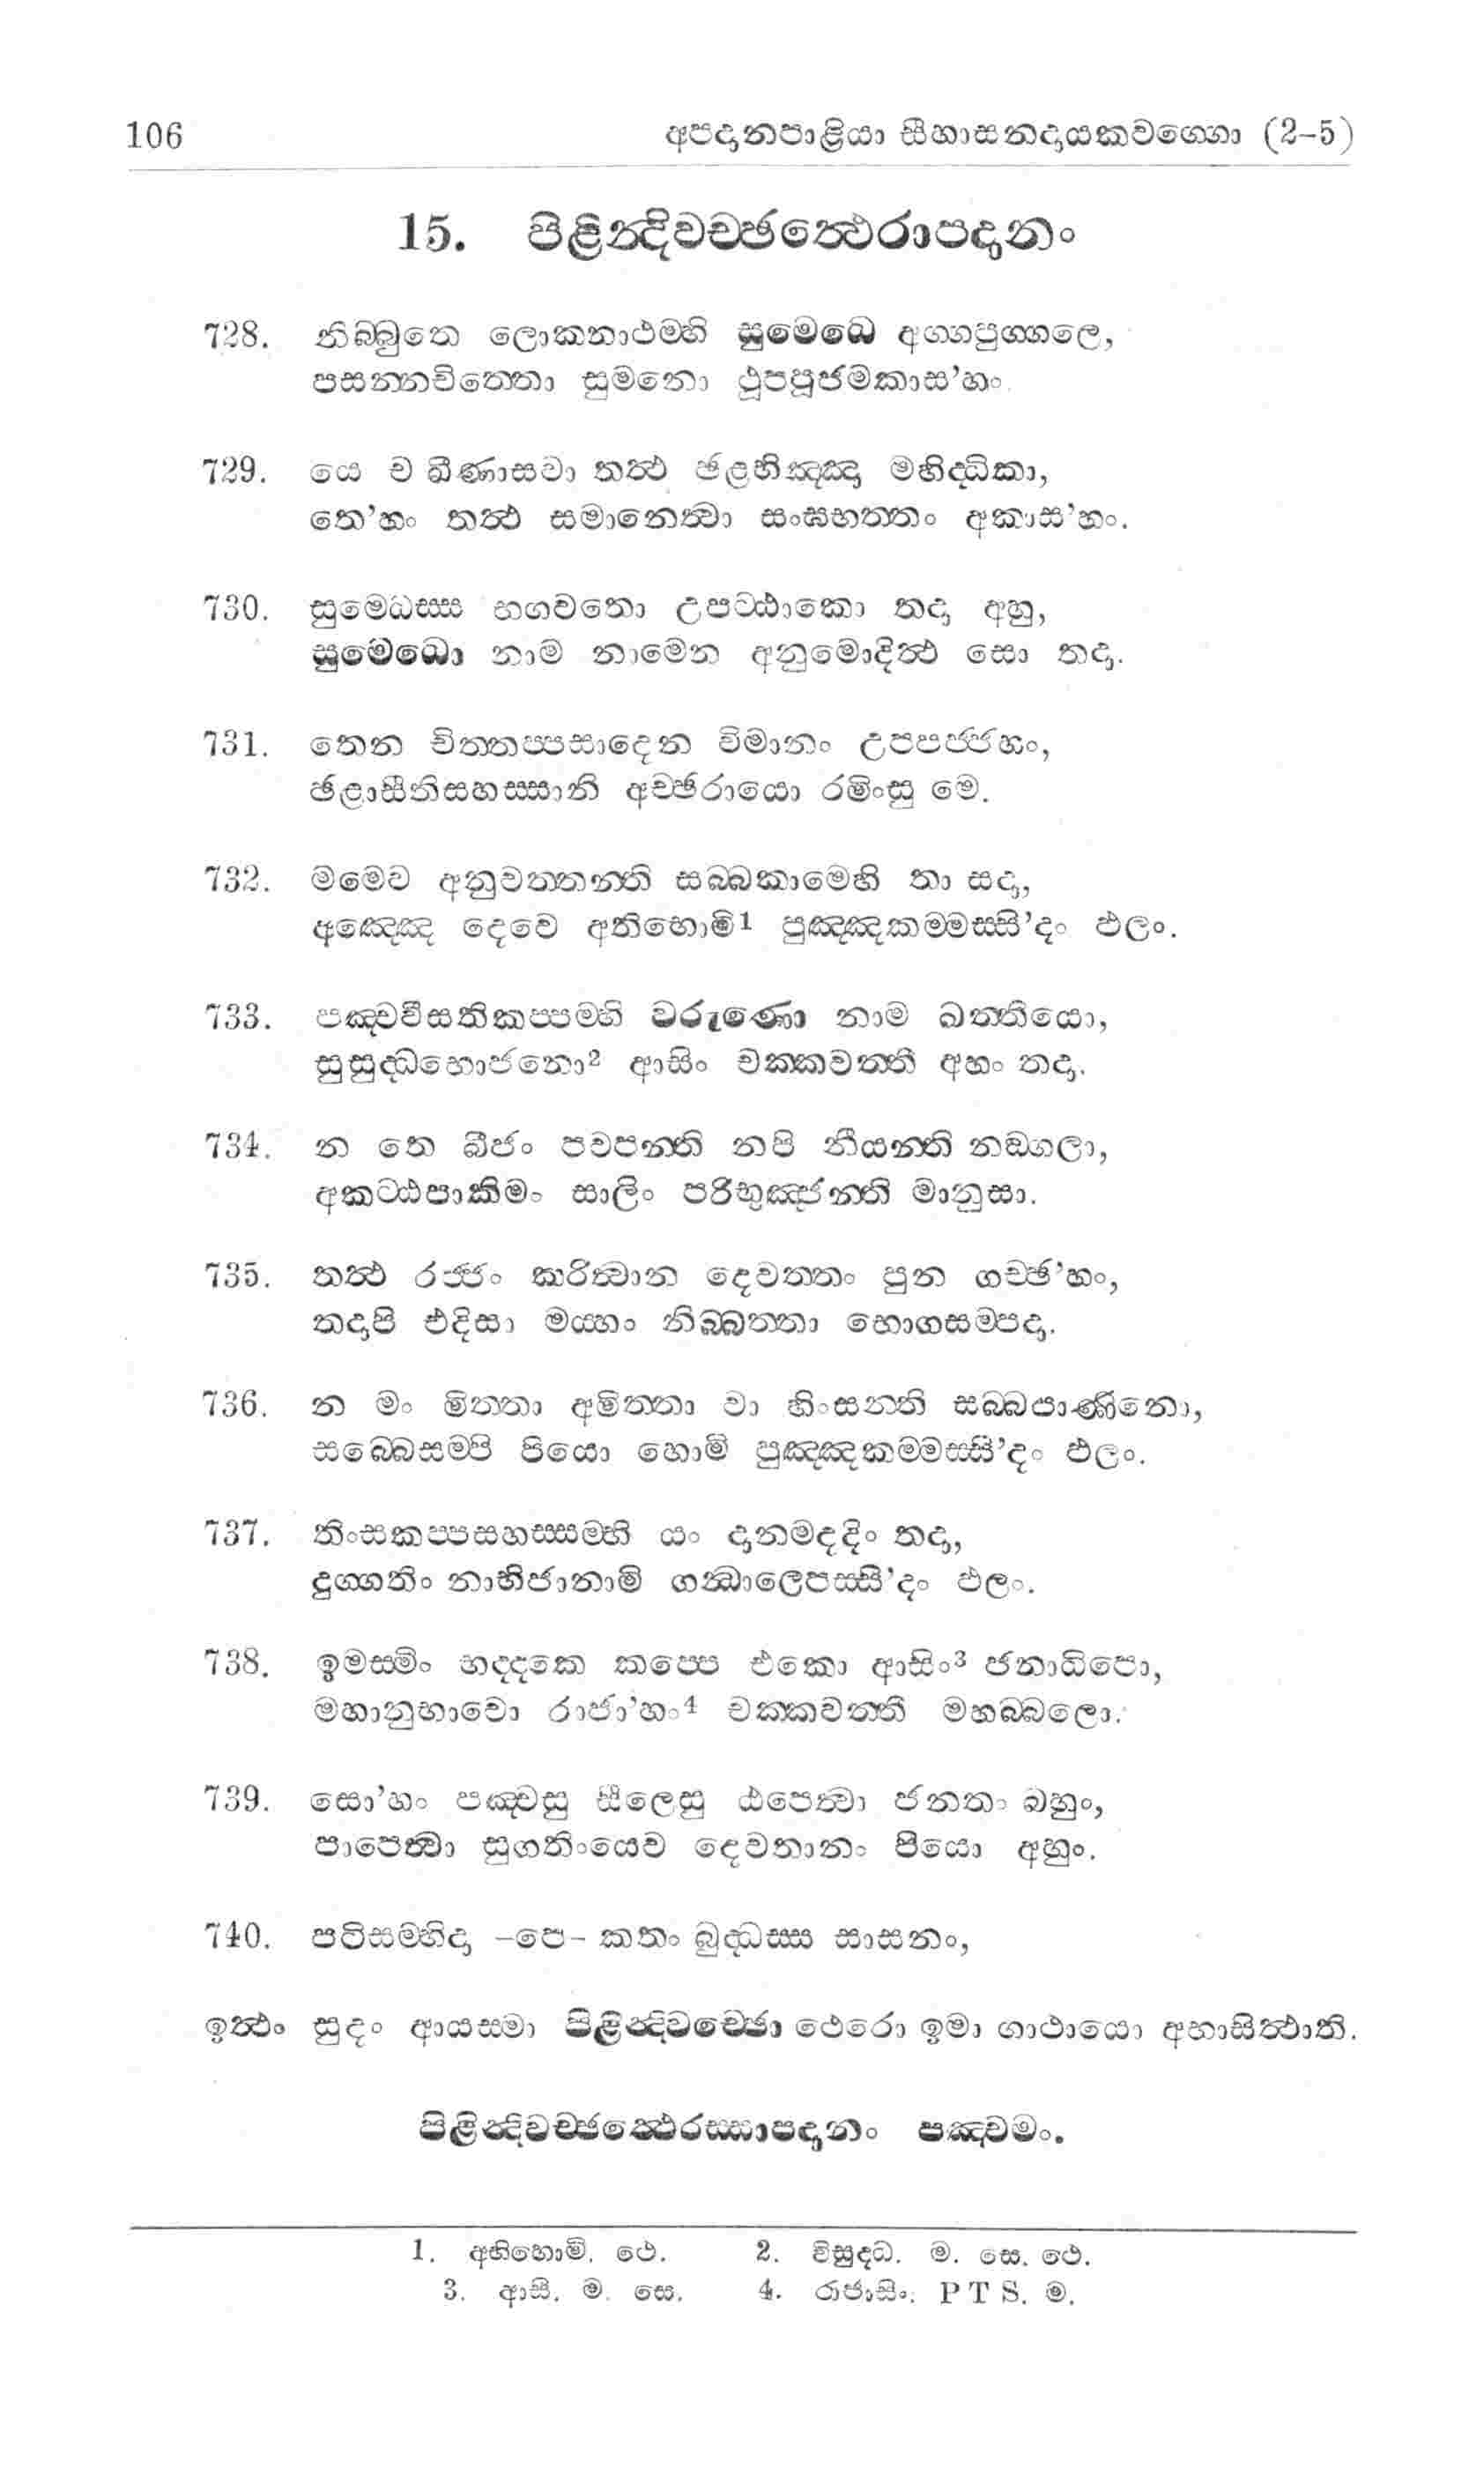 106 අපදානපාළියා සීහාසනදායකවග්ගො (2-5)
15. පිළින්දිවච්ඡත්ථෙරාපදානං
728. නිබ්බුතෙ ලොකනාථම්හි සුමෙධෙ අග්ගපුග්ගලෙ,
පසන්නචිත්තො සුමනො ථූපපූජමකාස’හං.
729. යෙ ච ඛීණාසවා තත්ථ ඡළභිඤ්ඤා මහිද්ධිකා,
තෙ’හං තත්ථ සමානෙත්වා සංඝභත්තං අකාස’හං.
730. සුමෙධස්ස භගවතො උපට්ඨාකො තදා අහු,
සුමෙධො නාම නාමෙන අනුමොදිත්ථ සො තදා.
731. තෙන චිත්තප්පසාදෙන විමානං උපපජ්ජහං,
ඡළාසීතිසහස්සානි අච්ඡරායො රමිංසු මෙ.
732. මමෙව අනුවත්තන්ති සබ්බකාමෙහි තා සදා,
අඤ්ඤෙ දෙවෙ අතිභොමි1 පුඤ්ඤකම්මස්සි’දං ඵලං.
733. පඤ්චවීසතිකප්පම්හි වරුණො නාම ඛත්තියො,
සුසුද්ධභොජනො2 ආසිං චක්කවත්තී අහං තදා.
734. න තෙ බීජං පවපන්ති නපි නීයන්ති නඞ්ගලා,
අකට්ඨපාකිමං සාලිං පරිභුඤ්ජන්ති මානුසා.
735. තත්ථ රජ්ජං කරිත්වාන දෙවත්තං පුන ගච්ඡ’හං,
තදාපි එදිසා මය්හං නිබ්බත්තා භොගසම්පදා.
736. න මං මිත්තා අමිත්තා වා හිංසන්ති සබ්බපාණිනො,
සබ්බෙසම්පි පියො හොමි පුඤ්ඤකම්මස්සි’දං ඵලං.
737. තිංසකප්පසහස්සම්හි යං දානමදදිං තදා,
දුග්ගතිං නාභිජානාමි ගන්ධාලෙපස්සි’දං ඵලං.
738. ඉමස්මිං භද්දකෙ කප්පෙ එකො ආසිං3 ජනාධිපො,
මහානුභාවො රාජා’හං4 චක්කවත්තී මහබ්බලො.
739. සො’හං පඤ්චසු සීලෙසු ඨපෙත්වා ජනතං බහුං,
පාපෙත්වා සුගතිංයෙව දෙවතානං පියො අහුං.
740. පටිසම්භිදා -පෙ- කතං බුද්ධස්ස සාසනං,
ඉත්ථං සුදං ආයස්මා පිළින්දිවච්ඡො ථෙරො ඉමා ගාථායො අභාසිත්ථාති.
පිළින්දිවච්ඡත්ථෙරස්සාපදානං පඤ්චමං.
1. අභිහොමි. ථෙ. 2. විසුද්ධ. ම. සෙ. ථෙ.
3. ආසි. ම. සෙ. 4. රාජාසිං. PTS. ම.